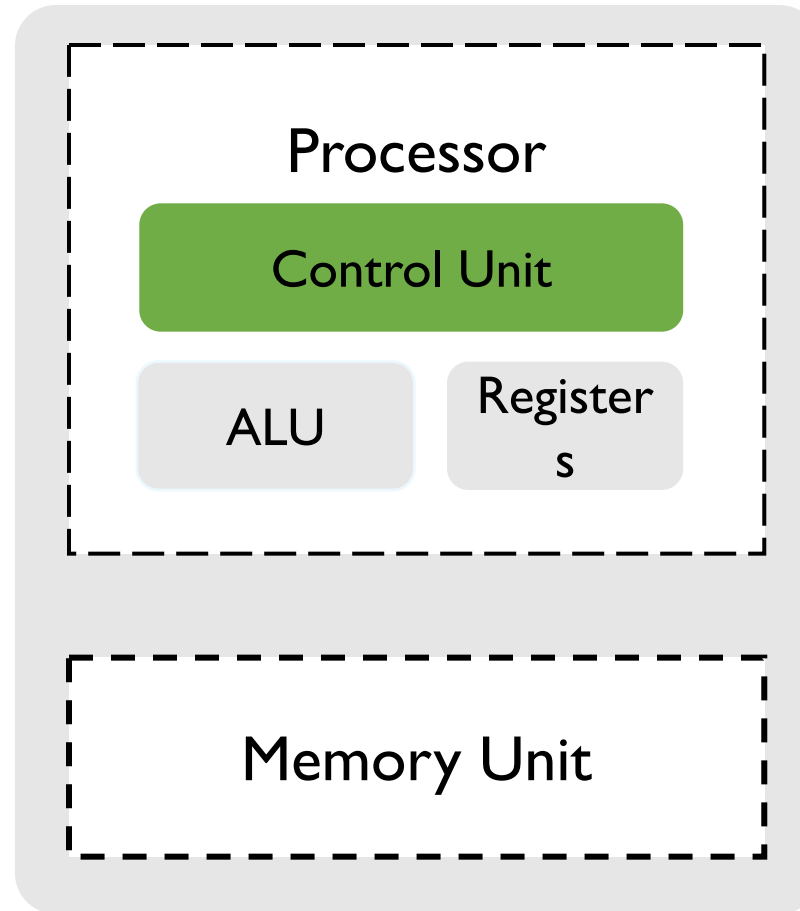 Processor
Control Unit
ALU
Register
s
Memory Unit